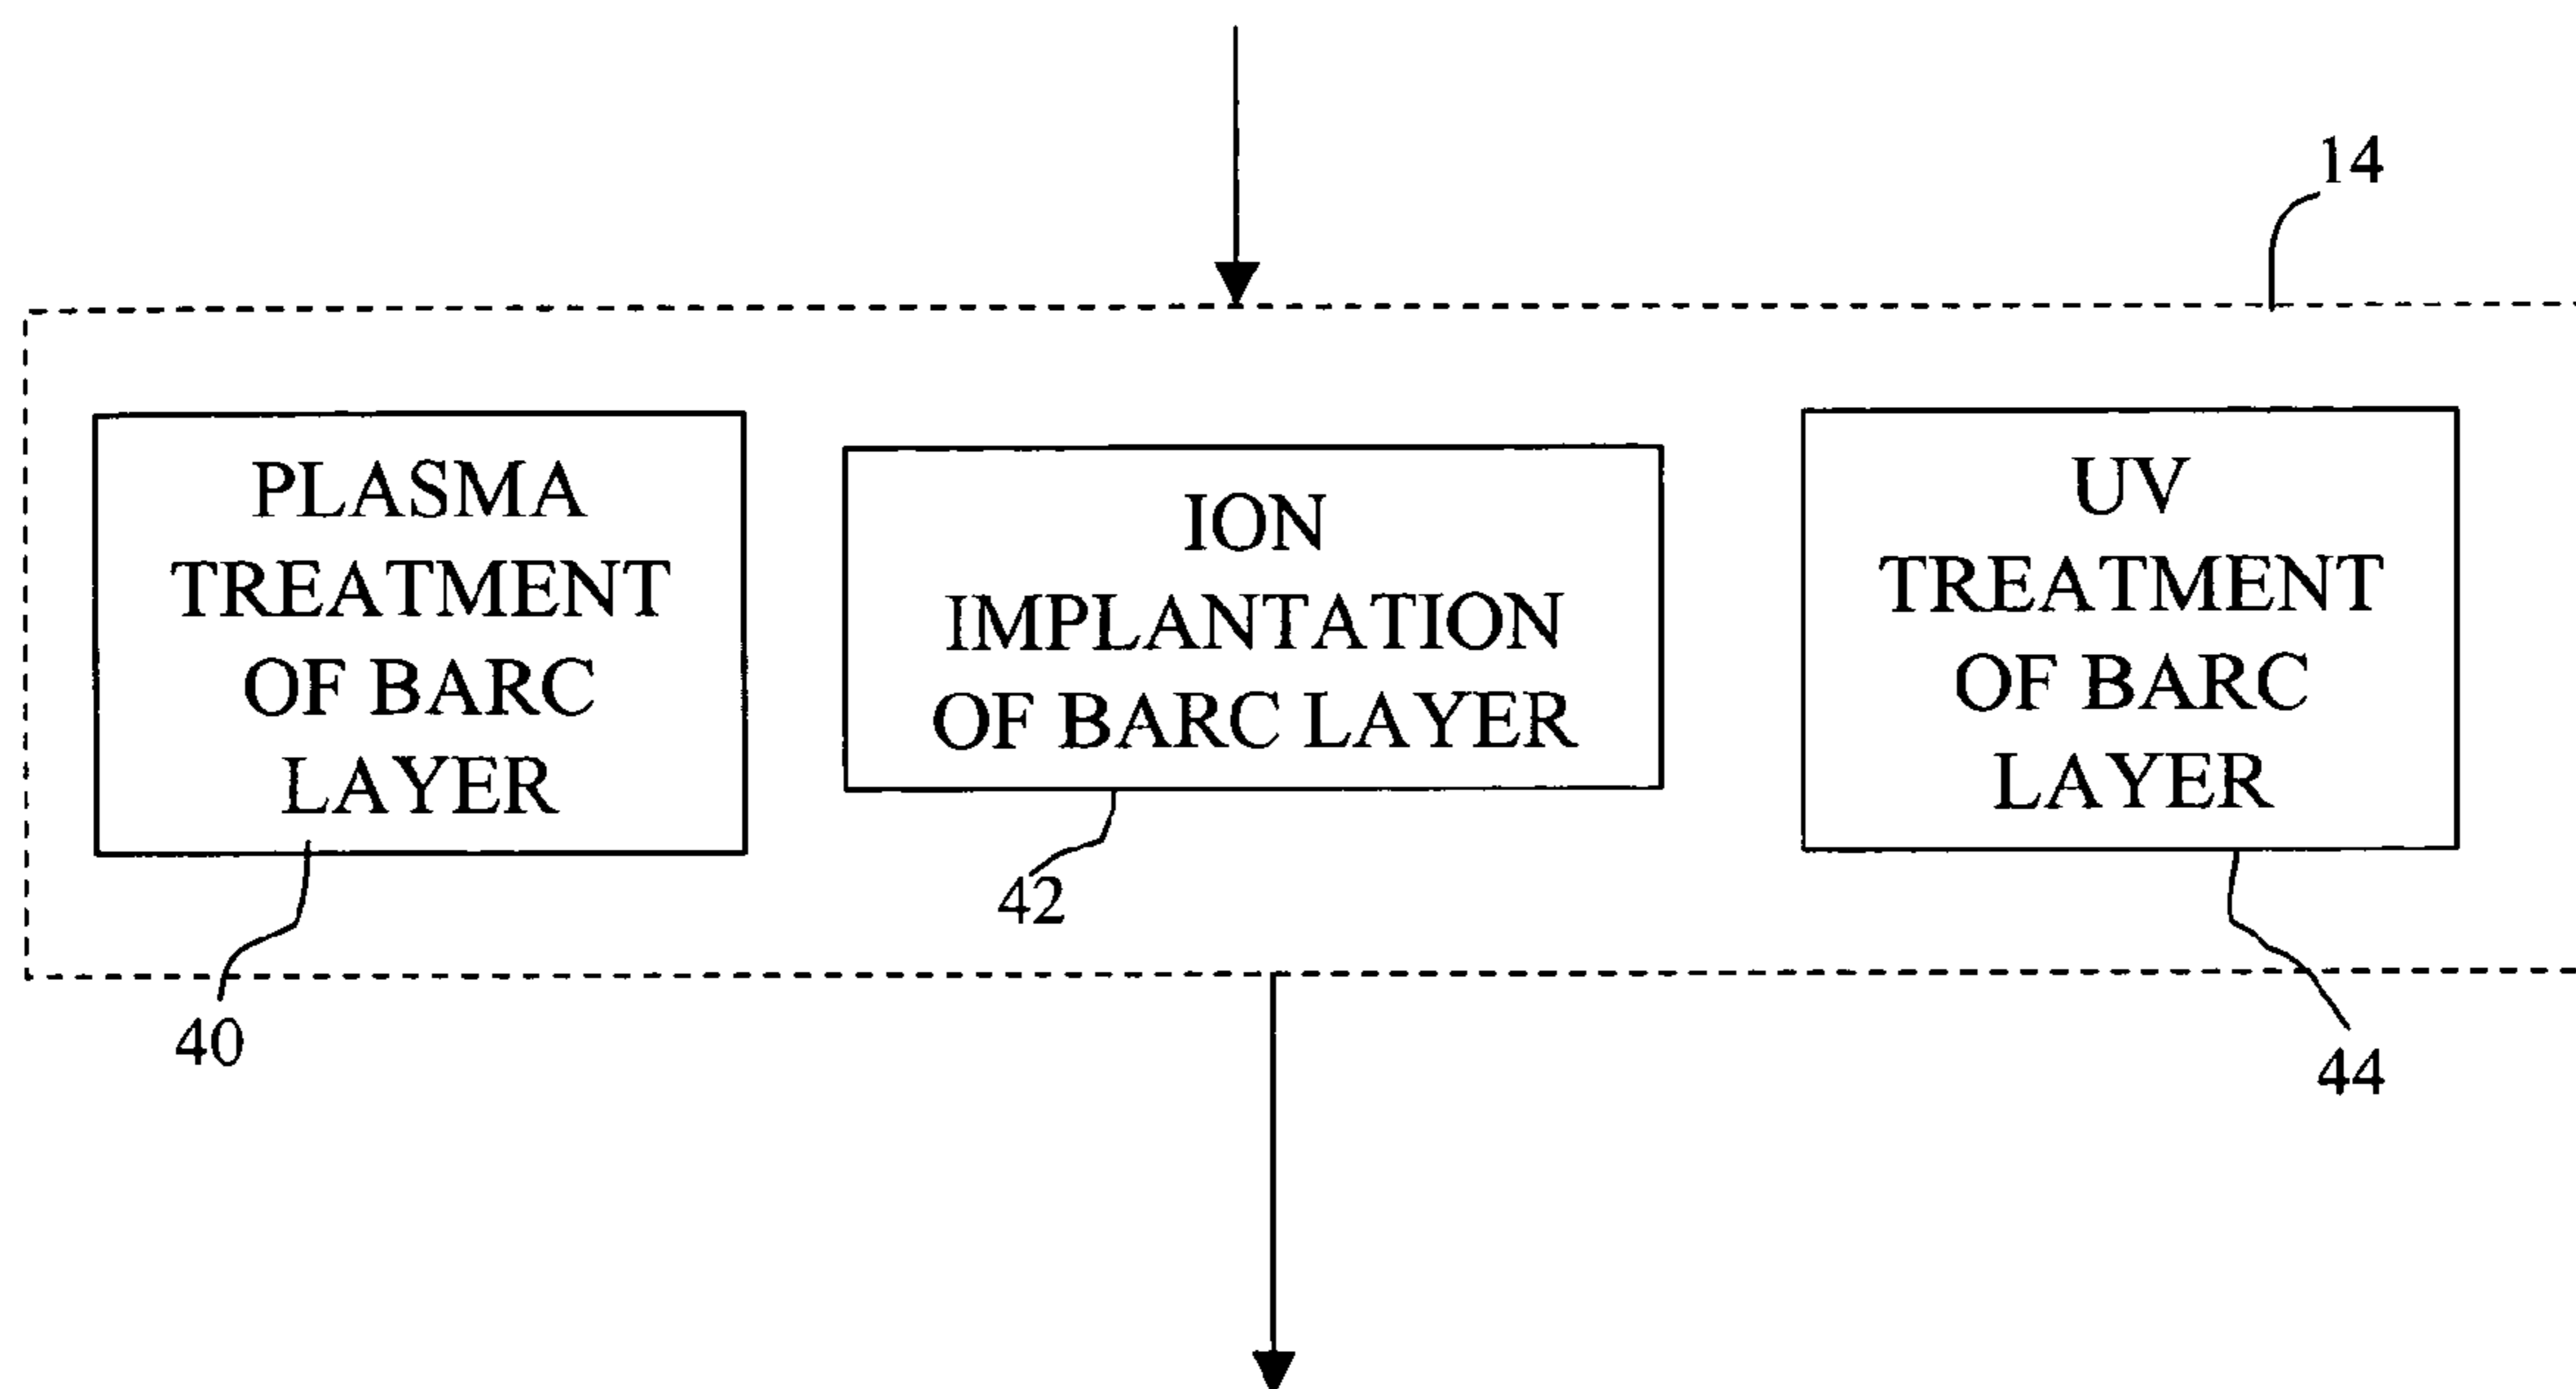 14
PLASMA
TREATMENT
OF BARC
LAYER
ION
IMPLANTATION
OF BARC LAYER
UV
TREATMENT
OF BARC
LAYER
42
40
44